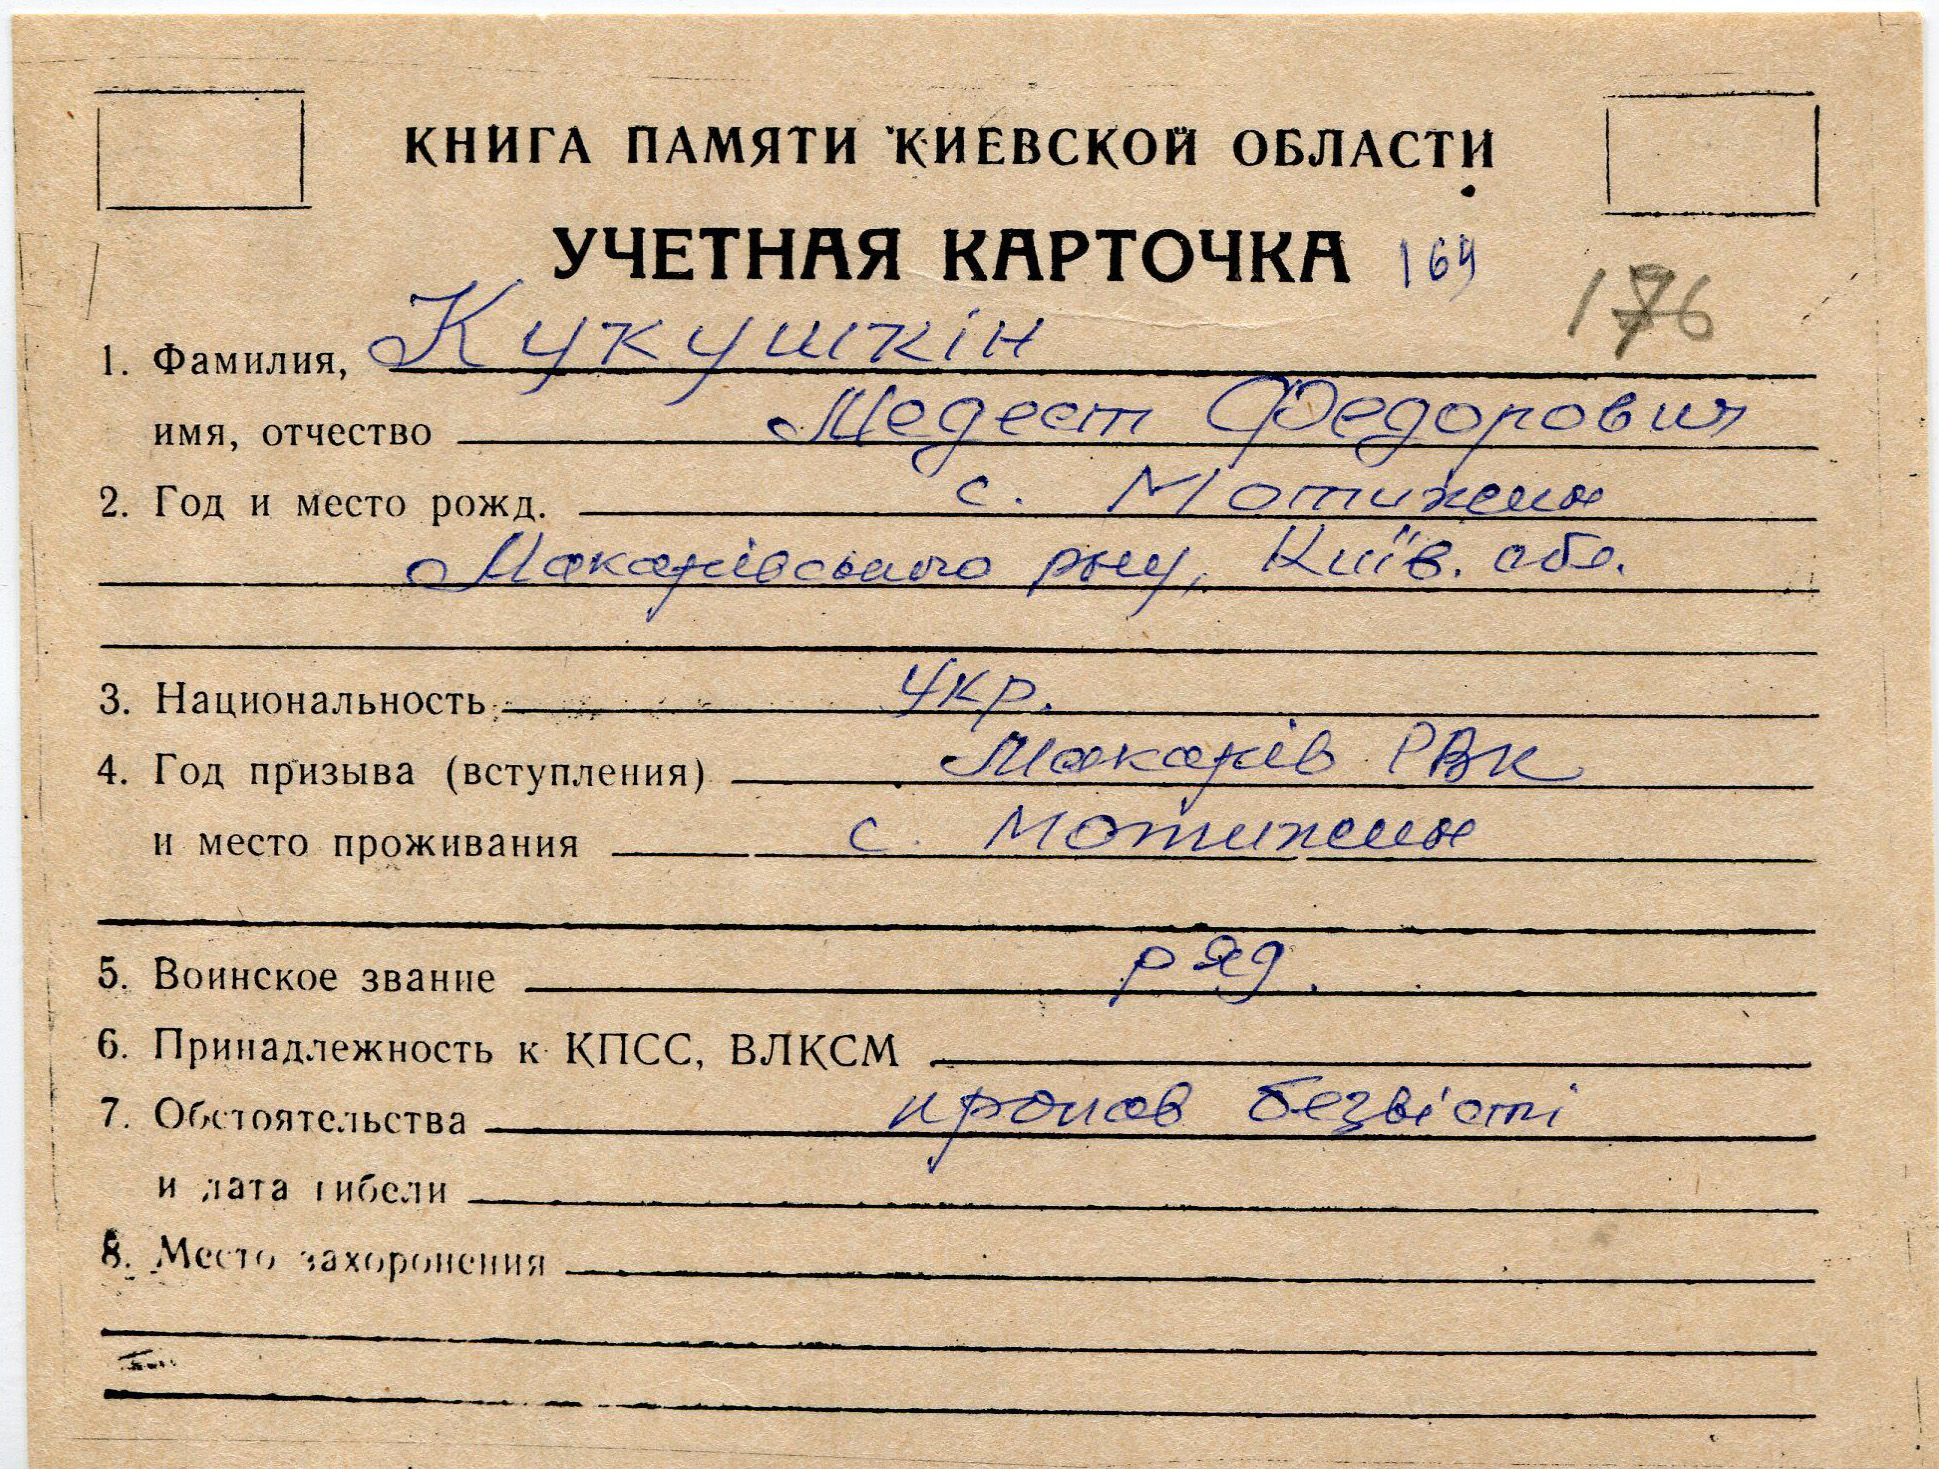 КНИГА ПАМЯТИ КИЕВСКОЙ ОБЛАСТИ
УЧЕТНАЯ КАРТОЧКА 169
176
1. Фамилия, Кукушкін
имя, отчество Медест Федорович
2. Год и место рожд. с. Мотижин
Макарівського р-ну, Київ. обл.
3. Национальность укр.
4. Год призыва (вступления) Макарів РВК
и место проживания с. Мотижин
5. Воинское звание ряд.
6. Принадлежность к КПСС, ВЛКСМ
7. Обстоятельства пропав безвісті
и дата гибели
8. Место захоронения